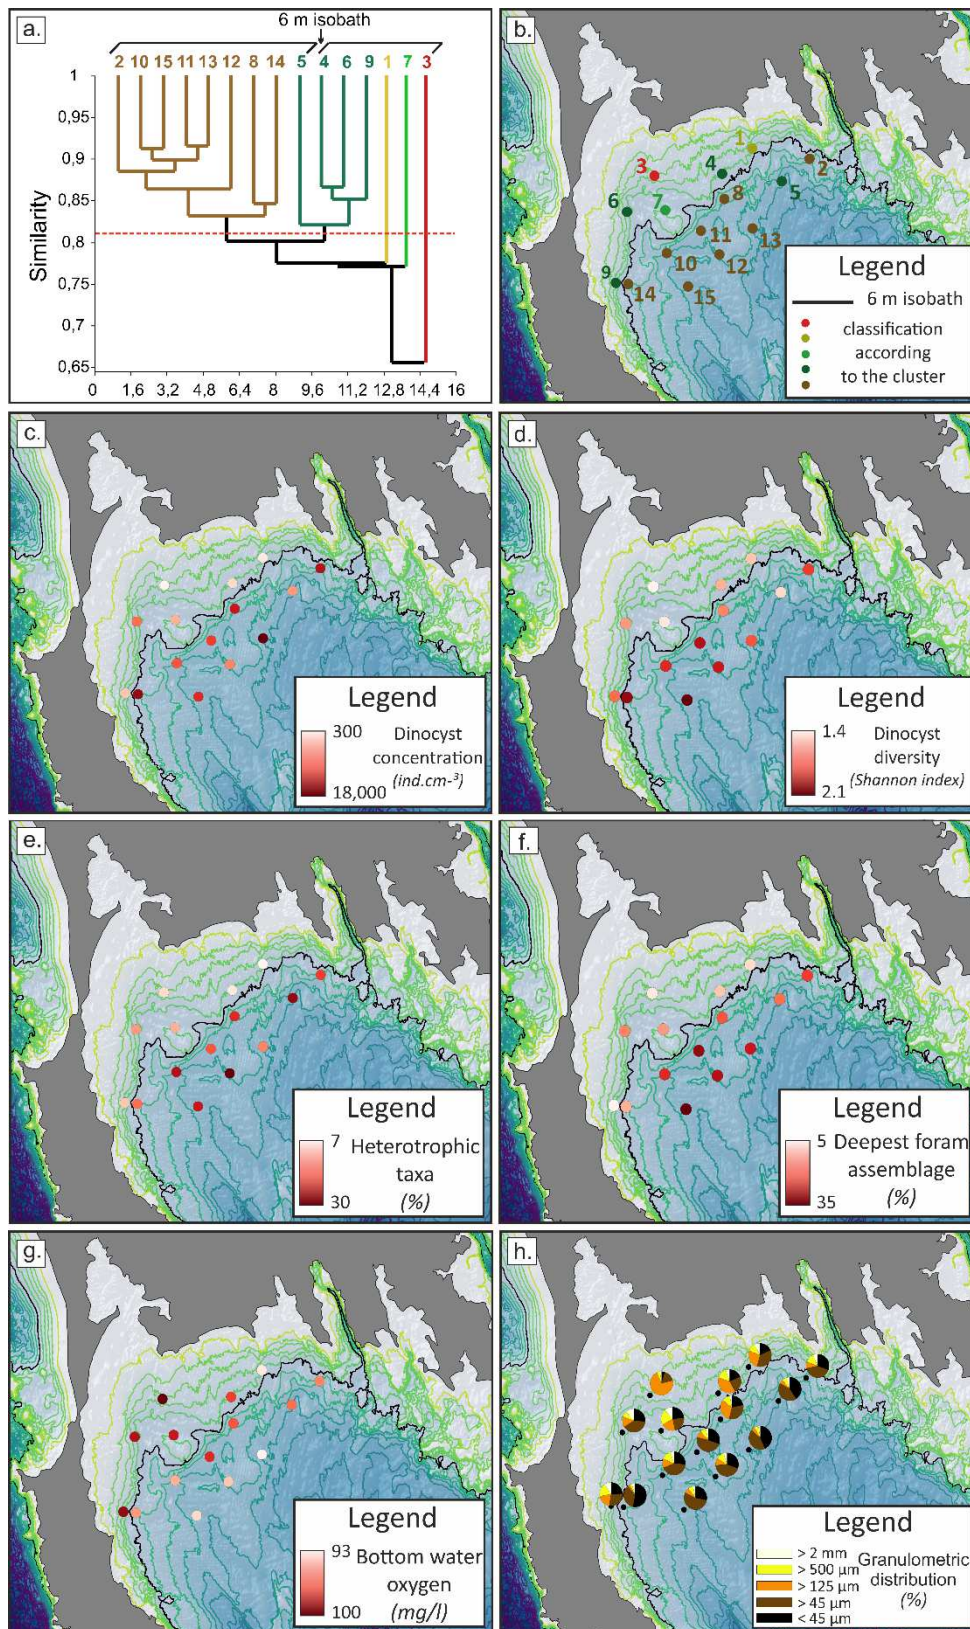 a.
6 m isobath
2 10 15 11 13 12 8 14 5 4 6 9 1 7 3
Similarity
1
0,95
0,9
0,85
0,8
0,75
0,7
0,65
0 1,6 3,2 4,8 6,4 8 9,6 11,2 12,8 14,4 16
b.
1
2
3
4
5
6
7
8
11
13
10
12
9
14
15
Legend
6 m isobath
classification
according
to the cluster
c.
Legend
300
18,000
Dinocyst
concentration
(ind.cm-³)
d.
Legend
1.4
2.1
Dinocyst
diversity
(Shannon index)
e.
Legend
7
30
Heterotrophic
taxa
(%)
f.
Legend
5
35
Deepest foram
assemblage
(%)
g.
Legend
93
100
Bottom water
oxygen
(mg/l)
h.
Legend
> 2 mm
> 500 µm
> 125 µm
> 45 µm
< 45 µm
Granulometric
distribution
(%)